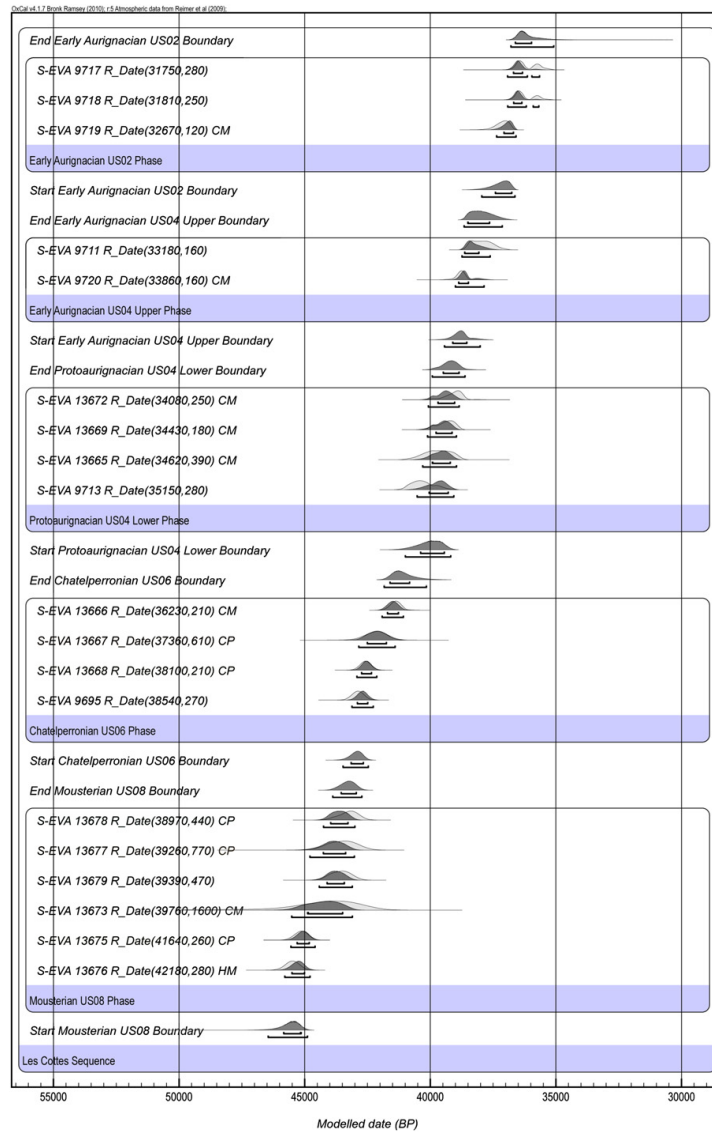 OxCal v4.1.7 Bronk Ramsey (2010); r:5 Atmospheric data from Reimer et al (2009);
End Early Aurignacian US02 Boundary
S-EVA 9717 R_Date(31750,280)
S-EVA 9718 R_Date(31810,250)
S-EVA 9719 R_Date(32670,120) CM
Early Aurignacian US02 Phase
Start Early Aurignacian US02 Boundary
End Early Aurignacian US04 Upper Boundary
S-EVA 9711 R_Date(33180,160)
S-EVA 9720 R_Date(33860,160) CM
Early Aurignacian US04 Upper Phase
Start Early Aurignacian US04 Upper Boundary
End Protoaurignacian US04 Lower Boundary
S-EVA 13672 R_Date(34080,250) CM
S-EVA 13669 R_Date(34430,180) CM
S-EVA 13665 R_Date(34620,390) CM
S-EVA 9713 R_Date(35150,280)
Protoaurignacian US04 Lower Phase
Start Protoaurignacian US04 Lower Boundary
End Chatelperronian US06 Boundary
S-EVA 13666 R_Date(36230,210) CM
S-EVA 13667 R_Date(37360,610) CP
S-EVA 13668 R_Date(38100,210) CP
S-EVA 9695 R_Date(38540,270)
Chatelperronian US06 Phase
Start Chatelperronian US06 Boundary
End Mousterian US08 Boundary
S-EVA 13678 R_Date(38970,440) CP
S-EVA 13677 R_Date(39260,770) CP
S-EVA 13679 R_Date(39390,470)
S-EVA 13673 R_Date(39760,1600) CM
S-EVA 13675 R_Date(41640,260) CP
S-EVA 13676 R_Date(42180,280) HM
Mousterian US08 Phase
Start Mousterian US08 Boundary
Les Cottes Sequence
55000 50000 45000 40000 35000 30000
Modelled date (BP)